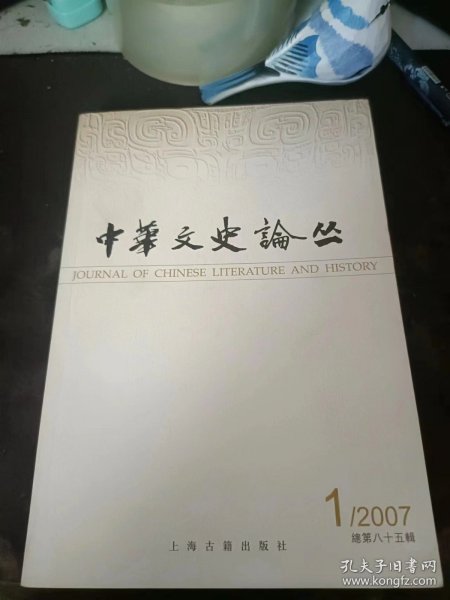 中華文史論丛
JOURNAL OF CHINESE LITERATURE AND HISTORY
1/2007
總第八十五輯
上海古籍出版社
孔夫子旧书网
www.kongfz.com